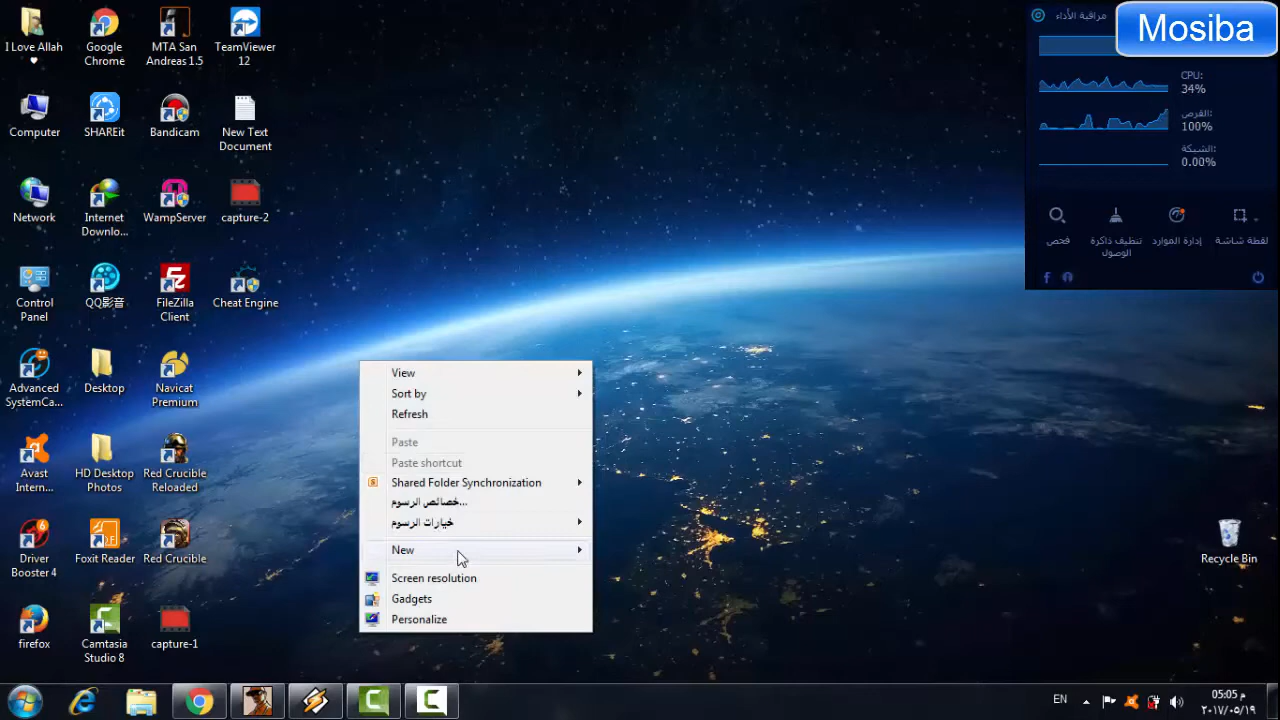 I Love Allah
♥
Google
Chrome
MTA San
Andreas 1.5
TeamViewer
12
Computer
SHAREit
Bandicam
New Text
Document
Network
Internet
Downlo...
WampServer
capture-2
Control
Panel
QQ影音
FileZilla
Client
Cheat Engine
Advanced
SystemCa...
Desktop
Navicat
Premium
Avast
Intern...
HD Desktop
Photos
Red Crucible
Reloaded
Driver
Booster 4
Foxit Reader
Red Crucible
firefox
Camtasia
Studio 8
capture-1
View
Sort by
Refresh
Paste
Paste shortcut
Shared Folder Synchronization
خصائص الرسوم...
خيارات الرسوم
New
Screen resolution
Gadgets
Personalize
مراقبة الأداء
Mosiba
CPU:
34%
القرص:
100%
الشبكة:
0.00%
فحص
تنظيف ذاكرة
الوصول
إدارة الموارد
لقطة شاشة
Recycle Bin
EN
05:05 م
٢٠١٧/٠٥/١٩